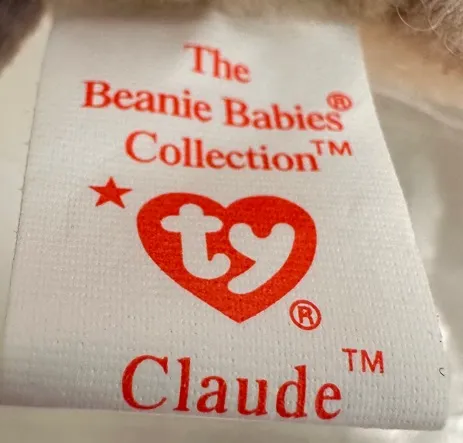 The
Beanie Babies®
Collection™
ty®
Claude™